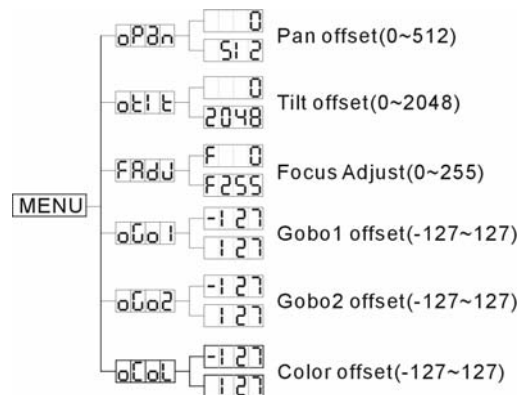 oPAn
0
512
Pan offset(0~512)
otIt
0
2048
Tilt offset(0~2048)
FAdJ
F 0
F255
Focus Adjust(0~255)
MENU
oGo1
-127
127
Gobo1 offset(-127~127)
oGo2
-127
127
Gobo2 offset(-127~127)
oCoL
-127
127
Color offset(-127~127)